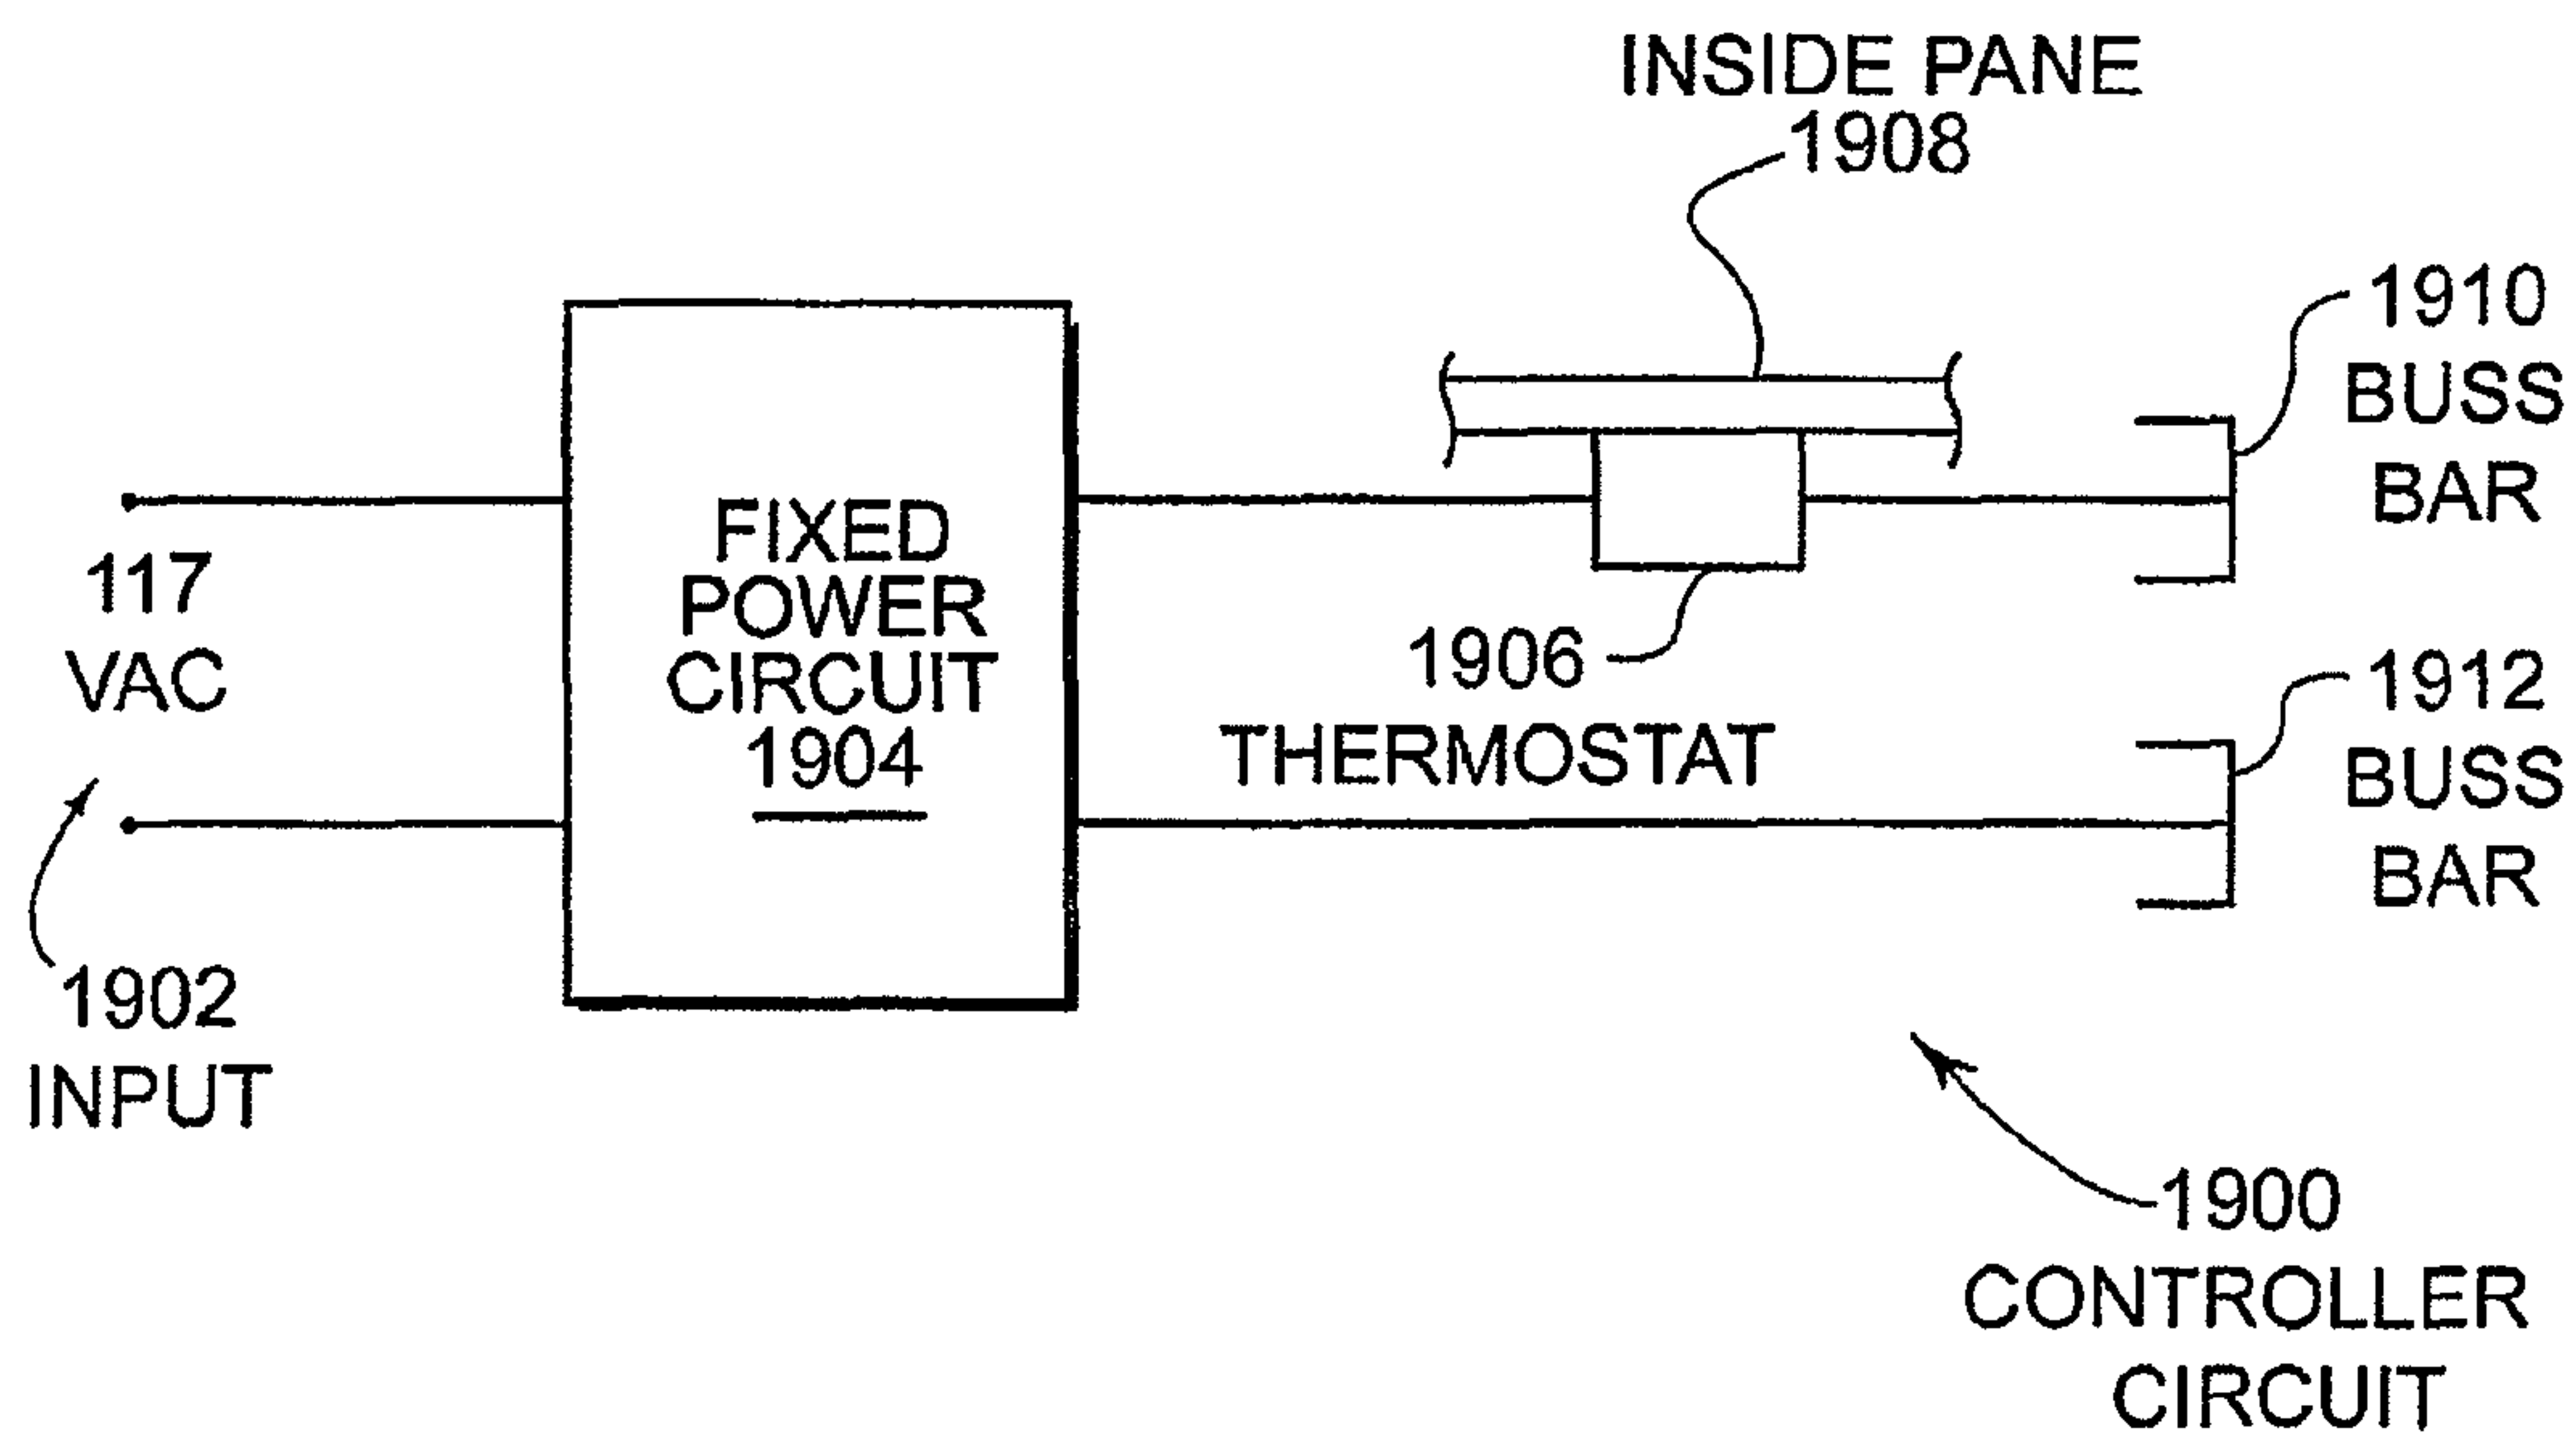 INSIDE PANE
1908
1910
BUSS
BAR
117
VAC
FIXED
POWER
CIRCUIT
1904
1906
THERMOSTAT
1912
BUSS
BAR
1902
INPUT
1900
CONTROLLER
CIRCUIT